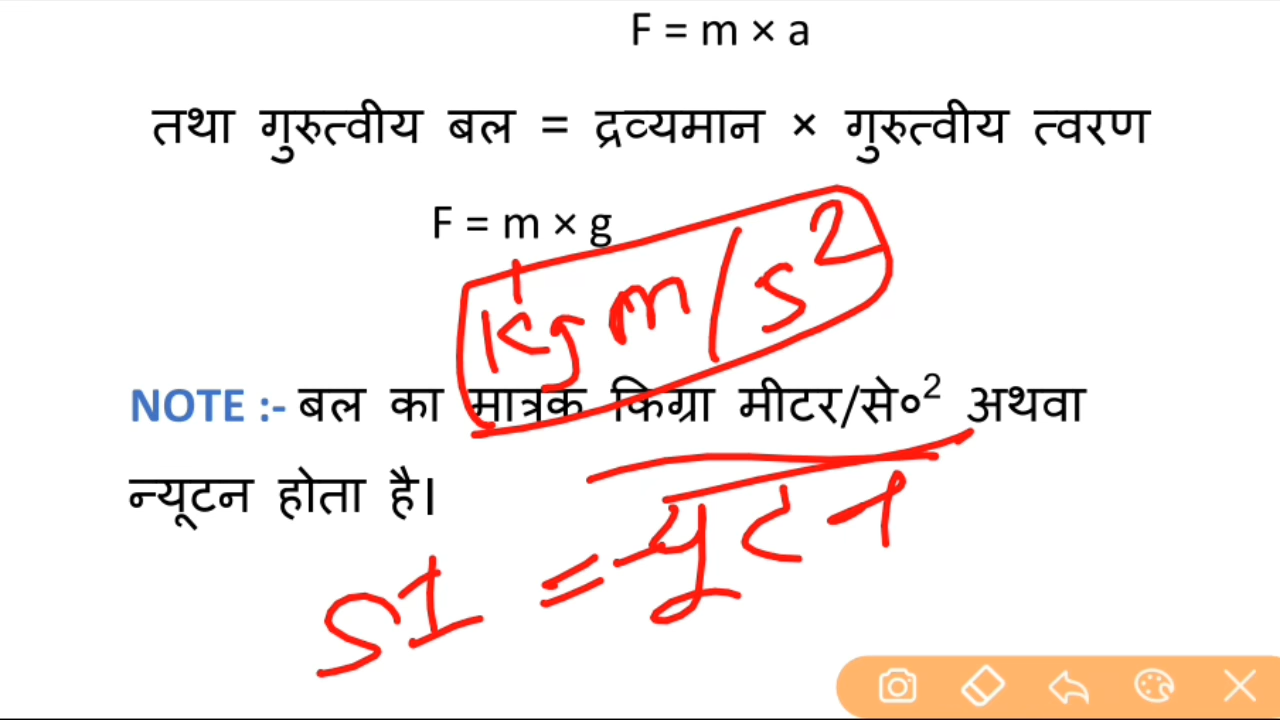 F = m × a
तथा गुरुत्वीय बल = द्रव्यमान × गुरुत्वीय त्वरण
F = m × g
kg m/s²
NOTE :- बल का मात्रक किग्रा मीटर/से०² अथवा
न्यूटन होता है।
SI = न्यूटन